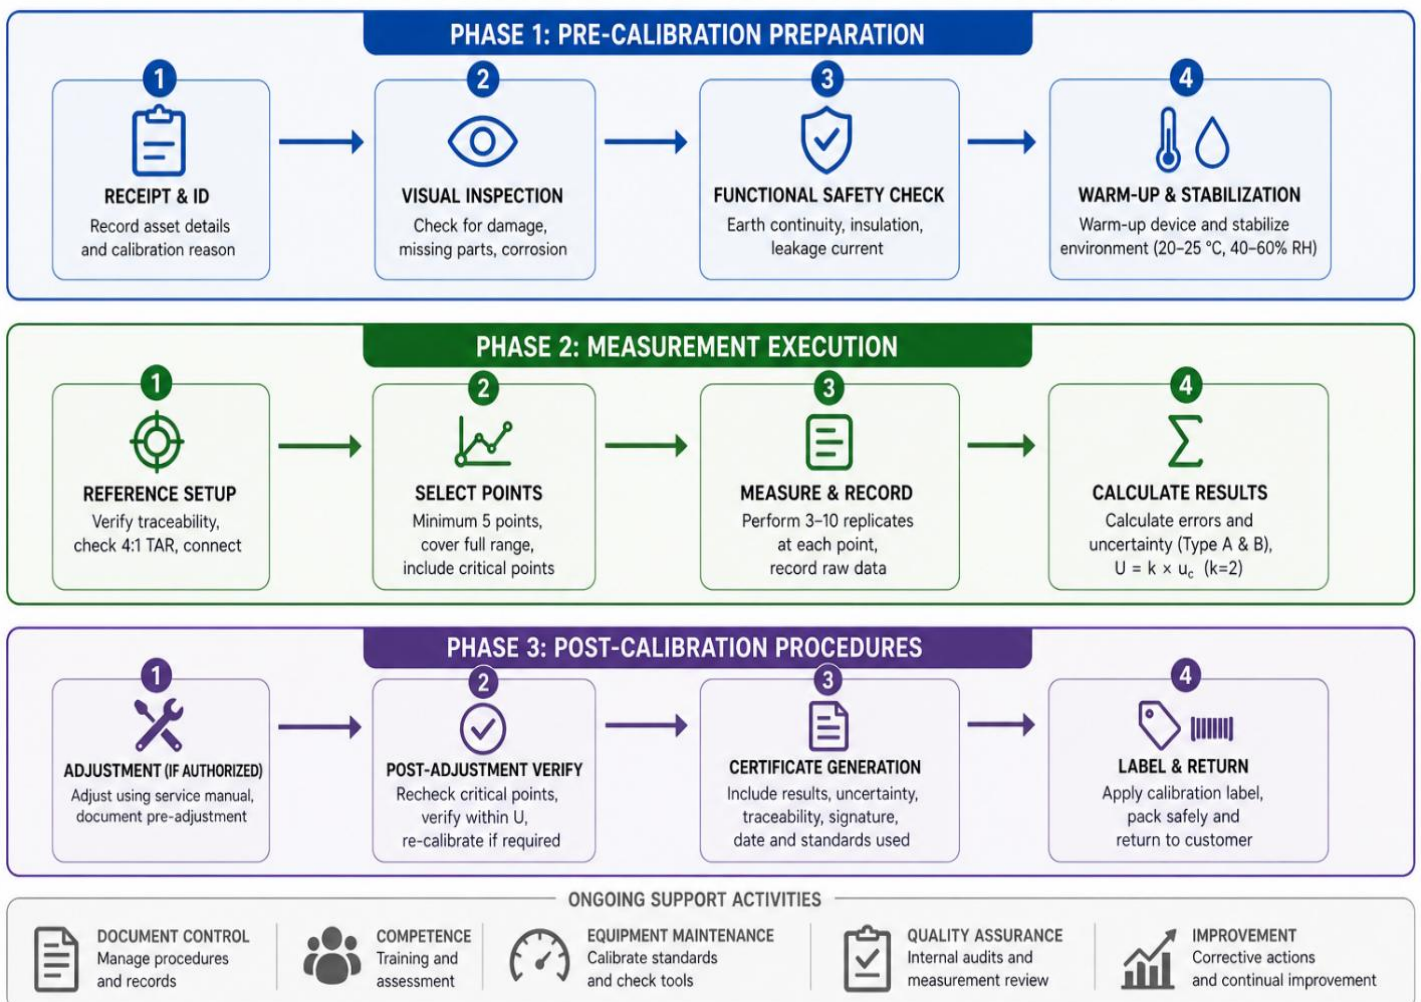 PHASE 1: PRE-CALIBRATION PREPARATION
1
RECEIPT & ID
Record asset details
and calibration reason
2
VISUAL INSPECTION
Check for damage,
missing parts, corrosion
3
FUNCTIONAL SAFETY CHECK
Earth continuity, insulation,
leakage current
4
WARM-UP & STABILIZATION
Warm-up device and stabilize
environment (20–25 °C, 40–60% RH)
PHASE 2: MEASUREMENT EXECUTION
1
REFERENCE SETUP
Verify traceability,
check 4:1 TAR, connect
2
SELECT POINTS
Minimum 5 points,
cover full range,
include critical points
3
MEASURE & RECORD
Perform 3–10 replicates
at each point,
record raw data
4
Σ
CALCULATE RESULTS
Calculate errors and
uncertainty (Type A & B),
U = k × u_c (k=2)
PHASE 3: POST-CALIBRATION PROCEDURES
1
ADJUSTMENT (IF AUTHORIZED)
Adjust using service manual,
document pre-adjustment
2
POST-ADJUSTMENT VERIFY
Recheck critical points,
verify within U,
re-calibrate if required
3
CERTIFICATE GENERATION
Include results, uncertainty,
traceability, signature,
date and standards used
4
LABEL & RETURN
Apply calibration label,
pack safely and
return to customer
ONGOING SUPPORT ACTIVITIES
DOCUMENT CONTROL
Manage procedures
and records
COMPETENCE
Training and
assessment
EQUIPMENT MAINTENANCE
Calibrate standards
and check tools
QUALITY ASSURANCE
Internal audits and
measurement review
IMPROVEMENT
Corrective actions
and continual improvement